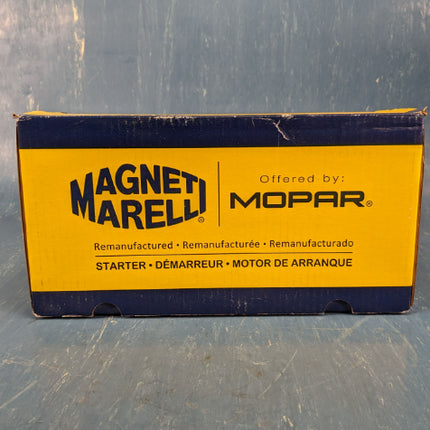 MAGNETI
MARELLI®
Offered by:
MOPAR®
Remanufactured • Remanufacturée • Remanufacturado
STARTER • DÉMARREUR • MOTOR DE ARRANQUE